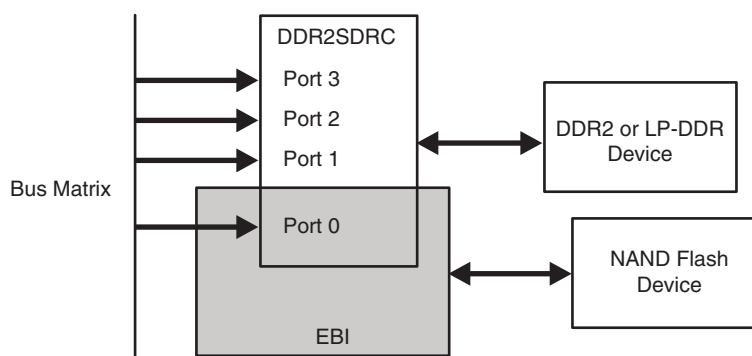 DDR2SDRC
Port 3
Port 2
Port 1
Port 0
Bus Matrix
EBI
DDR2 or LP-DDR
Device
NAND Flash
Device